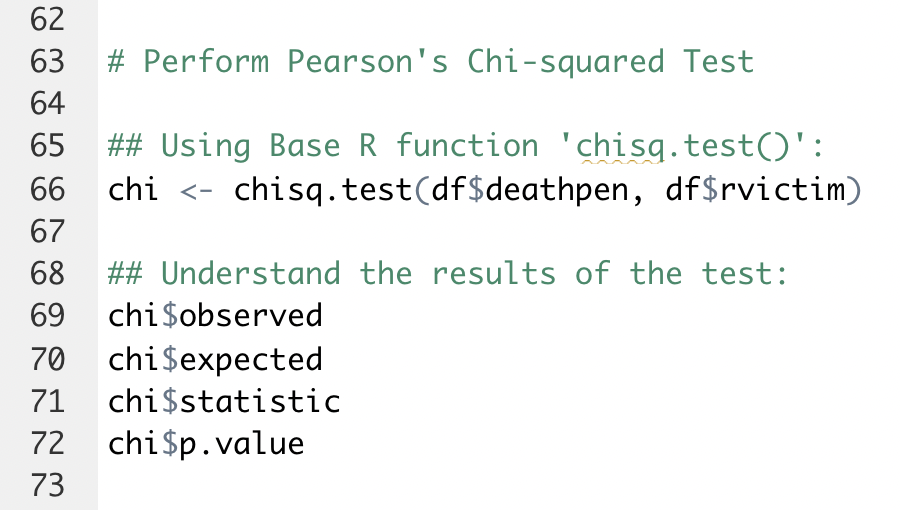 62
63 # Perform Pearson's Chi-squared Test
64
65 ## Using Base R function 'chisq.test()':
66 chi <- chisq.test(df$deathpen, df$rvictim)
67
68 ## Understand the results of the test:
69 chi$observed
70 chi$expected
71 chi$statistic
72 chi$p.value
73